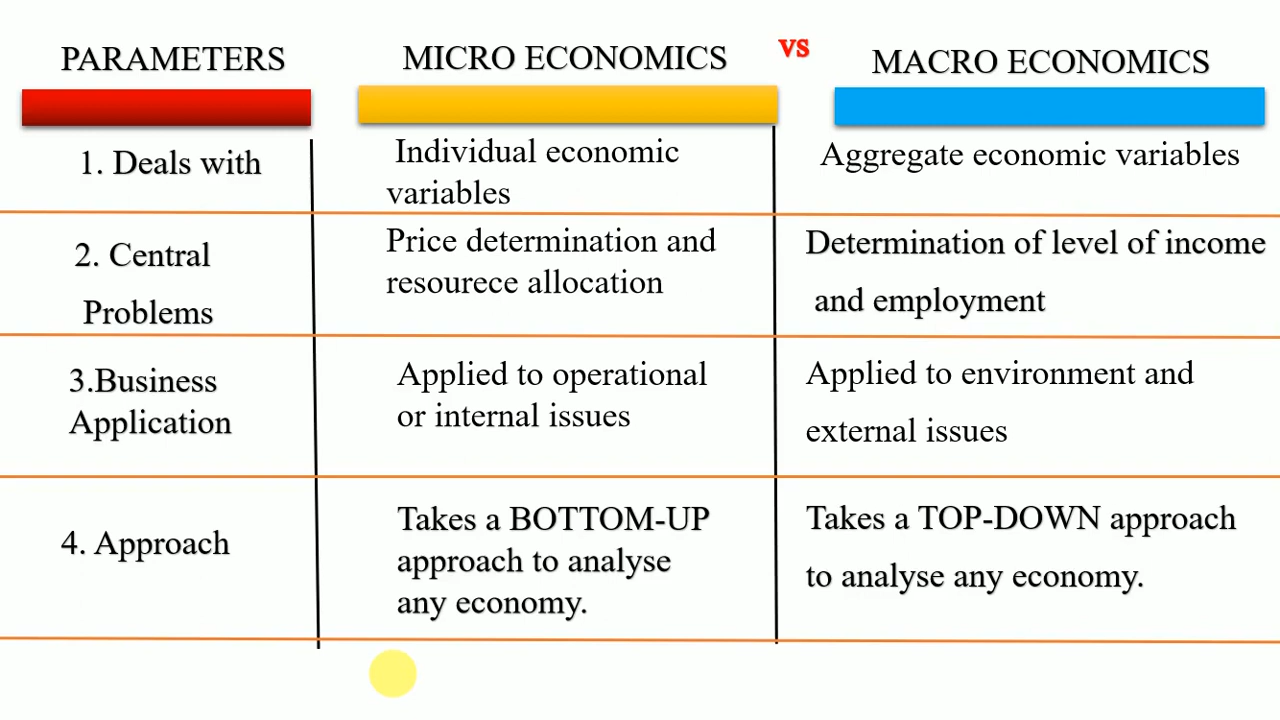 PARAMETERS
MICRO ECONOMICS
vs
MACRO ECONOMICS
1. Deals with
Individual economic
variables
Aggregate economic variables
2. Central
Problems
Price determination and
resourece allocation
Determination of level of income
and employment
3.Business
Application
Applied to operational
or internal issues
Applied to environment and
external issues
4. Approach
Takes a BOTTOM-UP
approach to analyse
any economy.
Takes a TOP-DOWN approach
to analyse any economy.